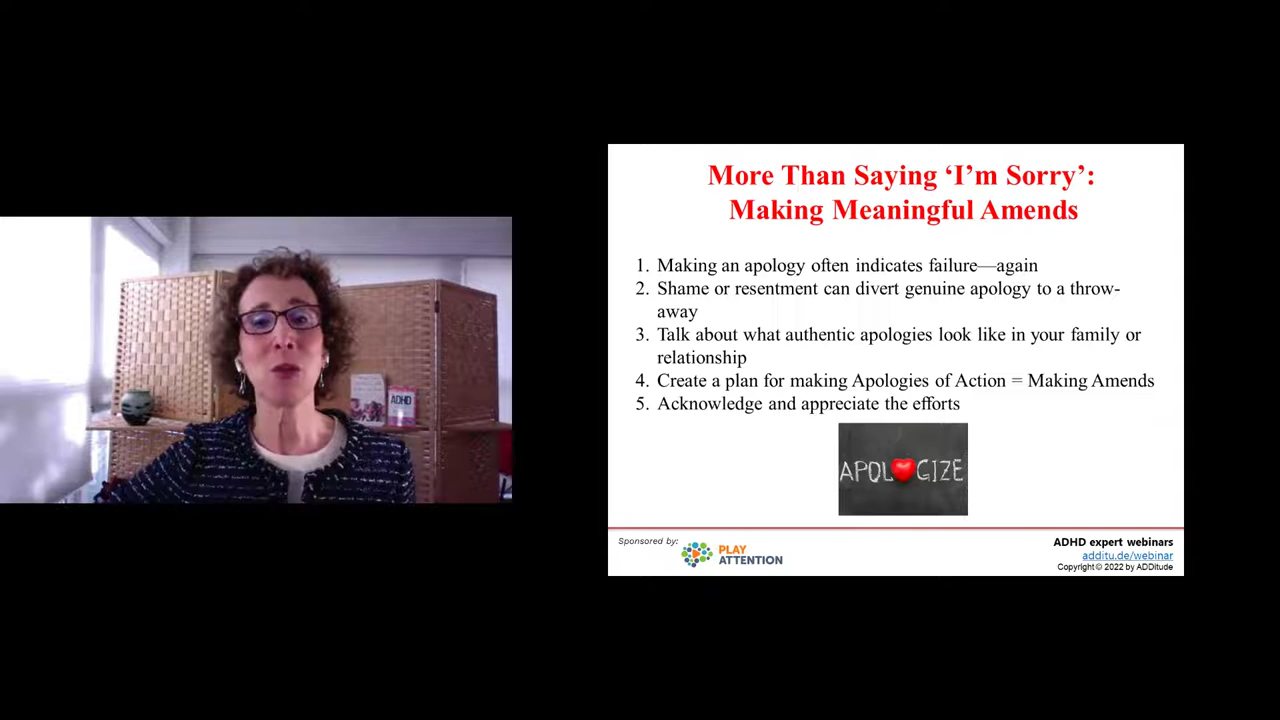 More Than Saying ‘I’m Sorry’:
Making Meaningful Amends
1. Making an apology often indicates failure—again
2. Shame or resentment can divert genuine apology to a throw-
away
3. Talk about what authentic apologies look like in your family or
relationship
4. Create a plan for making Apologies of Action = Making Amends
5. Acknowledge and appreciate the efforts
APOL GIZE
Sponsored by:
PLAY
ATTENTION
ADHD expert webinars
additu.de/webinar
Copyright © 2022 by ADDitude
ADHD